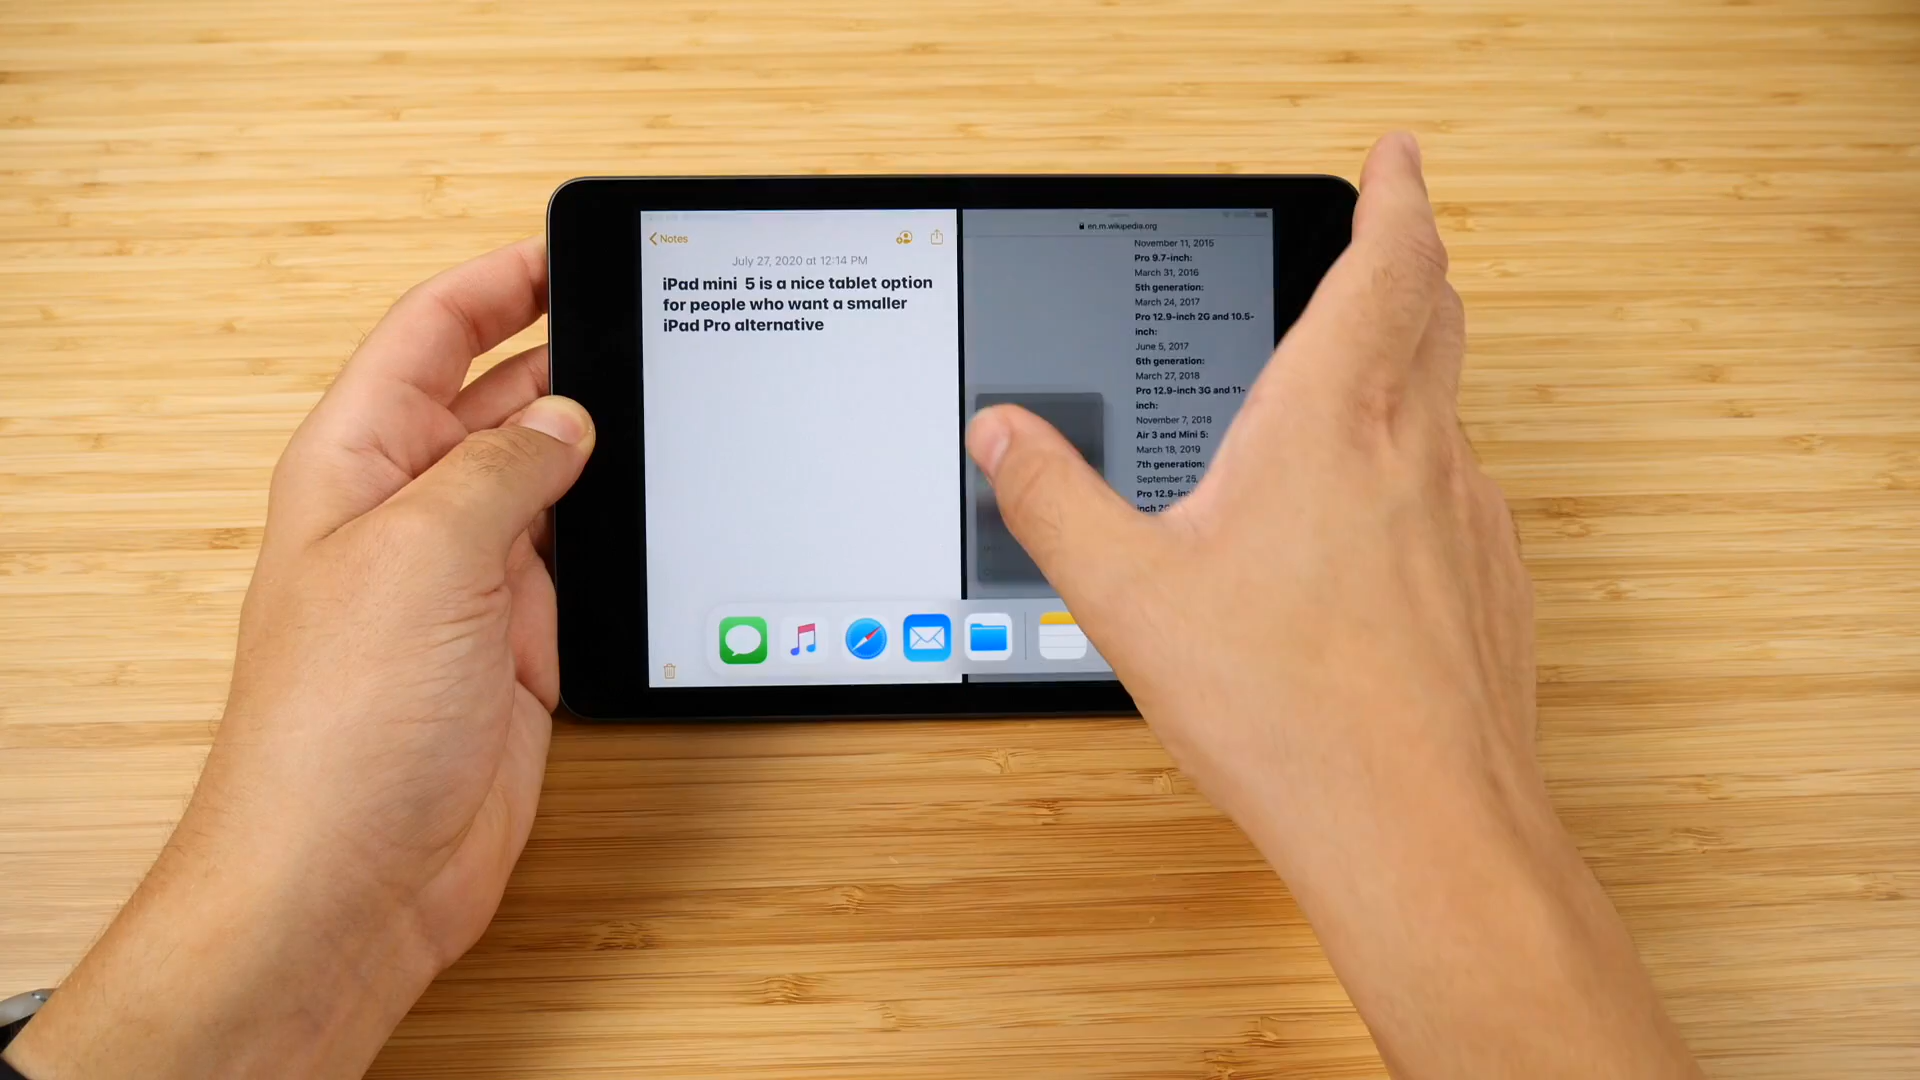 Notes
July 27, 2020 at 12:14 PM
iPad mini  5 is a nice tablet option
for people who want a smaller
iPad Pro alternative
en.m.wikipedia.org
November 11, 2015
Pro 9.7-inch:
March 31, 2016
5th generation:
March 24, 2017
Pro 12.9-inch 2G and 10.5-
inch:
June 5, 2017
6th generation:
March 27, 2018
Pro 12.9-inch 3G and 11-
inch:
November 7, 2018
Air 3 and Mini 5:
March 18, 2019
7th generation:
September 25,
Pro 12.9-
inch